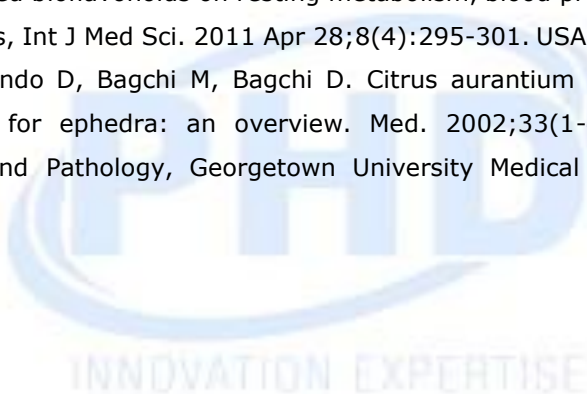 s, Int J Med Sci. 2011 Apr 28;8(4):295-301. USA
ndo D, Bagchi M, Bagchi D. Citrus aurantium
for ephedra: an overview. Med. 2002;33(1-
nd Pathology, Georgetown University Medical
PHD
INNOVATION EXPERTISE